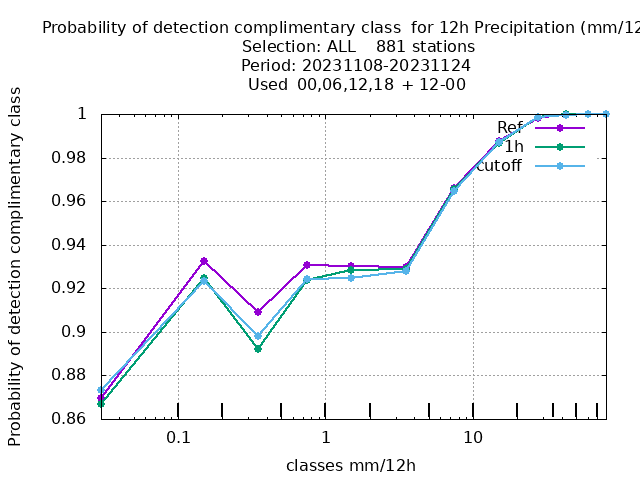 Probability of detection complimentary class for 12h Precipitation (mm/12
Selection: ALL 881 stations
Period: 20231108-20231124
Used 00,06,12,18 + 12-00
Probability of detection complimentary class
1
0.98
0.96
0.94
0.92
0.9
0.88
0.86
Ref
1h
cutoff
0.1 1 10
classes mm/12h